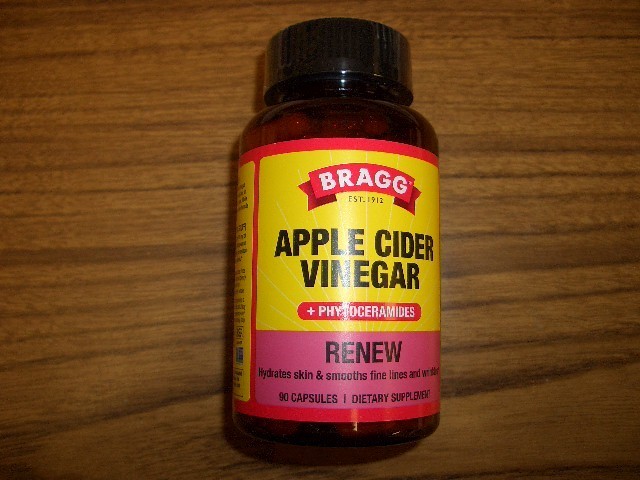 BRAGG
EST. 1912
APPLE CIDER
VINEGAR
+ PHYTOCERAMIDES
RENEW
Hydrates skin & smooths fine lines and
90 CAPSULES | DIETARY SUPPLEMENT